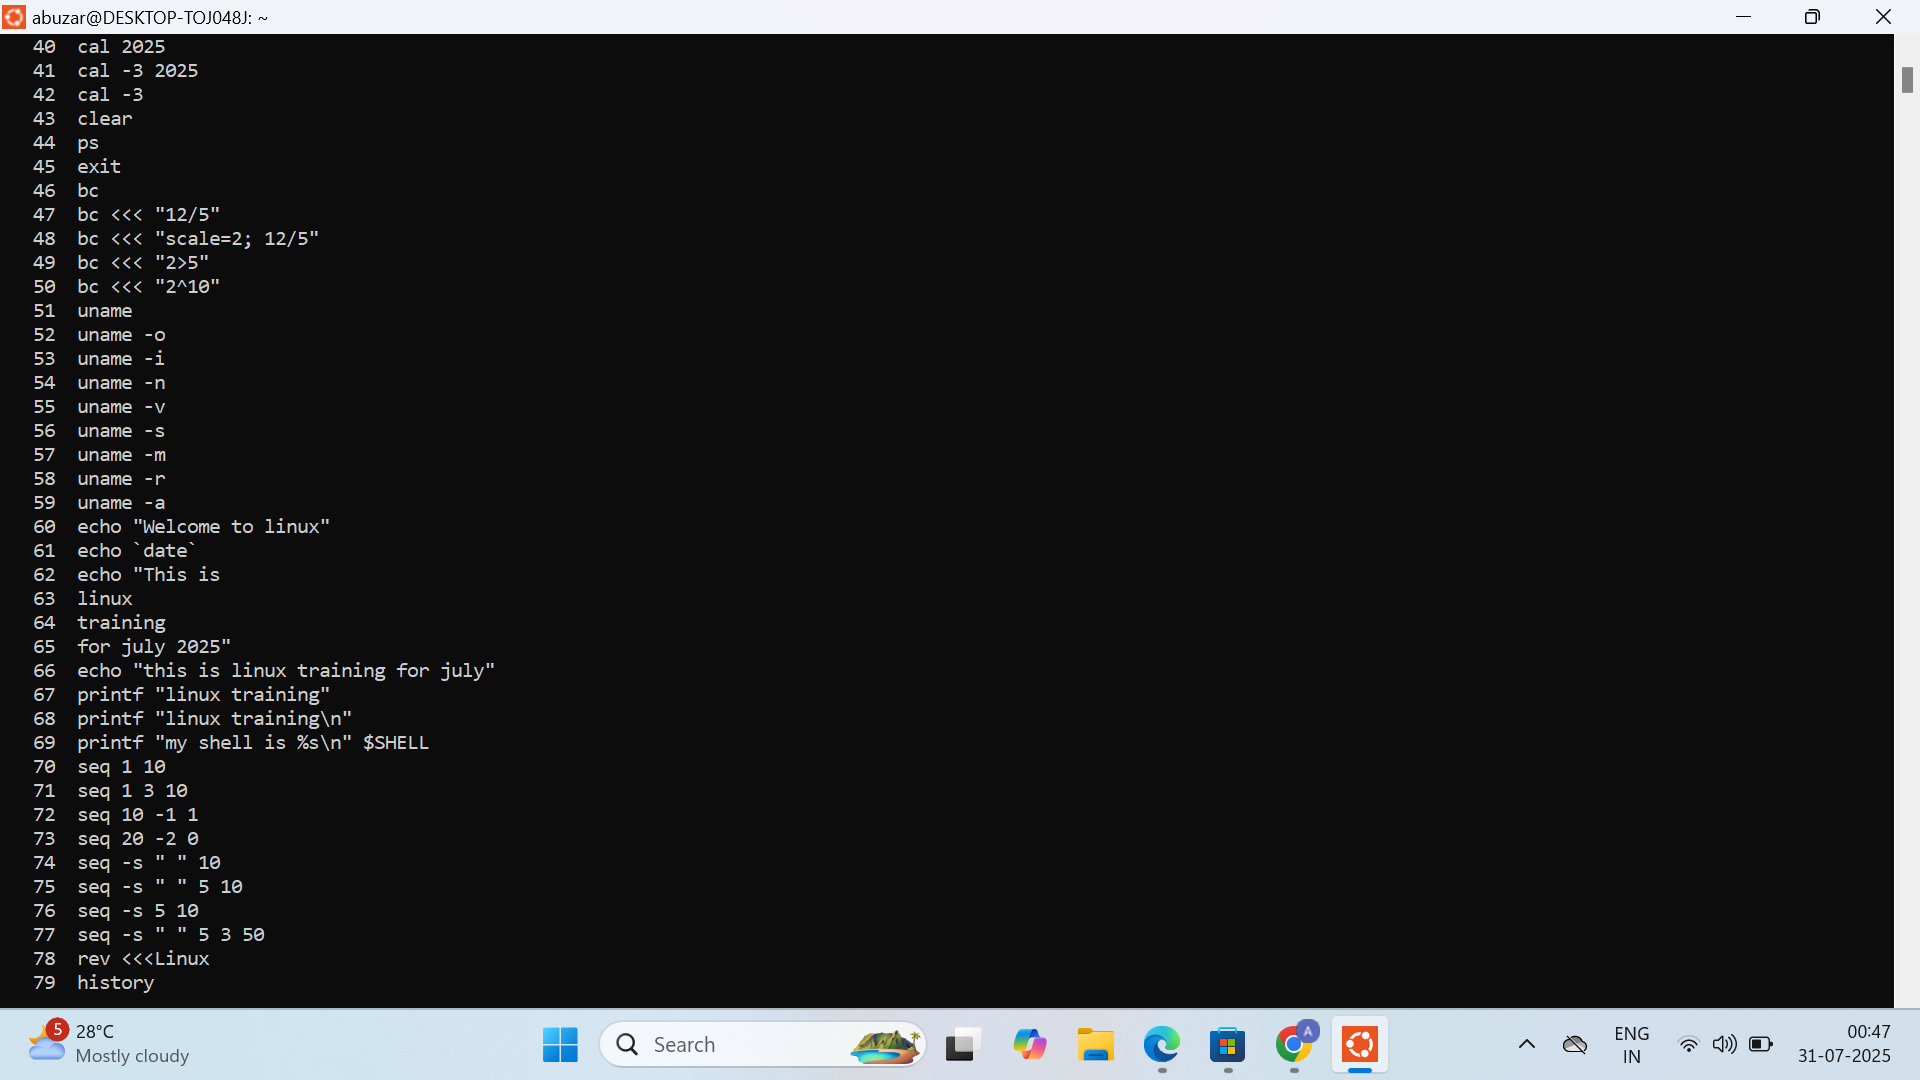 abuzar@DESKTOP-TOJ048J: ~
40 cal 2025
41 cal -3 2025
42 cal -3
43 clear
44 ps
45 exit
46 bc
47 bc <<< "12/5"
48 bc <<< "scale=2; 12/5"
49 bc <<< "2>5"
50 bc <<< "2^10"
51 uname
52 uname -o
53 uname -i
54 uname -n
55 uname -v
56 uname -s
57 uname -m
58 uname -r
59 uname -a
60 echo "Welcome to linux"
61 echo `date`
62 echo "This is
63 linux
64 training
65 for july 2025"
66 echo "this is linux training for july"
67 printf "linux training"
68 printf "linux training\n"
69 printf "my shell is %s\n" $SHELL
70 seq 1 10
71 seq 1 3 10
72 seq 10 -1 1
73 seq 20 -2 0
74 seq -s " " 10
75 seq -s " " 5 10
76 seq -s 5 10
77 seq -s " " 5 3 50
78 rev <<<Linux
79 history
5
28°C
Mostly cloudy
Search
A
ENG
IN
00:47
31-07-2025